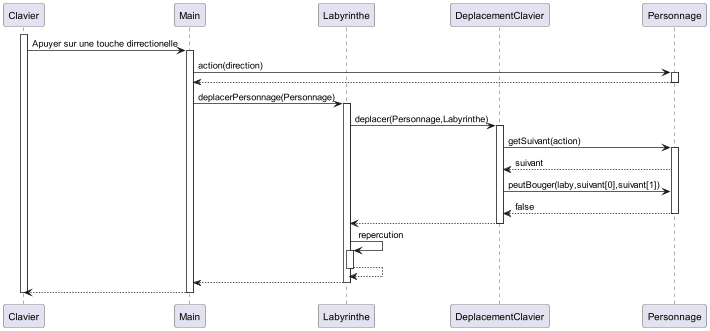 Clavier Main Labyrinthe DeplacementClavier Personnage
Apuyer sur une touche dirrectionelle
action(direction)
deplacerPersonnage(Personnage)
deplacer(Personnage,Labyrinthe)
getSuivant(action)
suivant
peutBouger(laby,suivant[0],suivant[1])
false
repercution
Clavier Main Labyrinthe DeplacementClavier Personnage